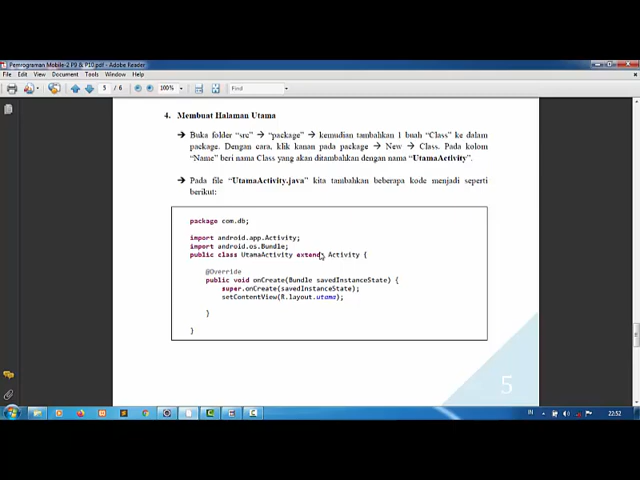 Pemrograman Mobile-2 P9 & P10.pdf - Adobe Reader
File Edit View Document Tools Window Help
5 / 6 100% Find
4. Membuat Halaman Utama
→ Buka folder "src" → "package" → kemudian tambahkan 1 buah "Class" ke dalam
package. Dengan cara, klik kanan pada package → New → Class. Pada kolom
"Name" beri nama Class yang akan ditambahkan dengan nama "UtamaActivity".
→ Pada file "UtamaActivity.java" kita tambahkan beberapa kode menjadi seperti
berikut:
package com.db;
import android.app.Activity;
import android.os.Bundle;
public class UtamaActivity extends Activity {
@Override
public void onCreate(Bundle savedInstanceState) {
super.onCreate(savedInstanceState);
setContentView(R.layout.utama);
}
}
5
IN 22:52